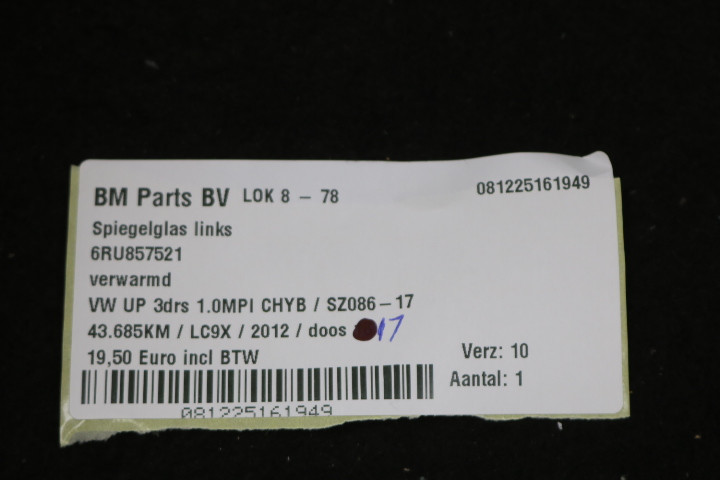 BM Parts BV LOK 8 - 78 081225161949
Spiegelglas links
6RU857521
verwarmd
VW UP 3drs 1.0MPI CHYB / SZ086-17
43.685KM / LC9X / 2012 / doos 17
19,50 Euro incl BTW Verz: 10
Aantal: 1
081225161949